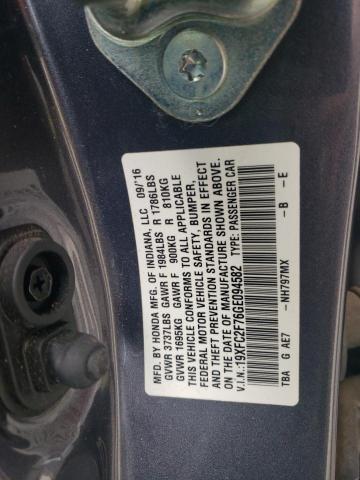 MFD. BY HONDA MFG. OF INDIANA, LLC 09/16
GVWR 3737LBS GAWR F 1984LBS R 1786LBS
GVWR 1695KG GAWR F 900KG R 810KG
THIS VEHICLE CONFORMS TO ALL APPLICABLE
FEDERAL MOTOR VEHICLE SAFETY, BUMPER,
AND THEFT PREVENTION STANDARDS IN EFFECT
ON THE DATE OF MANUFACTURE SHOWN ABOVE.
V.I.N.:19XFC2F76GE094582 TYPE: PASSENGER CAR
-NH797MX -B -E
TBA G AE7